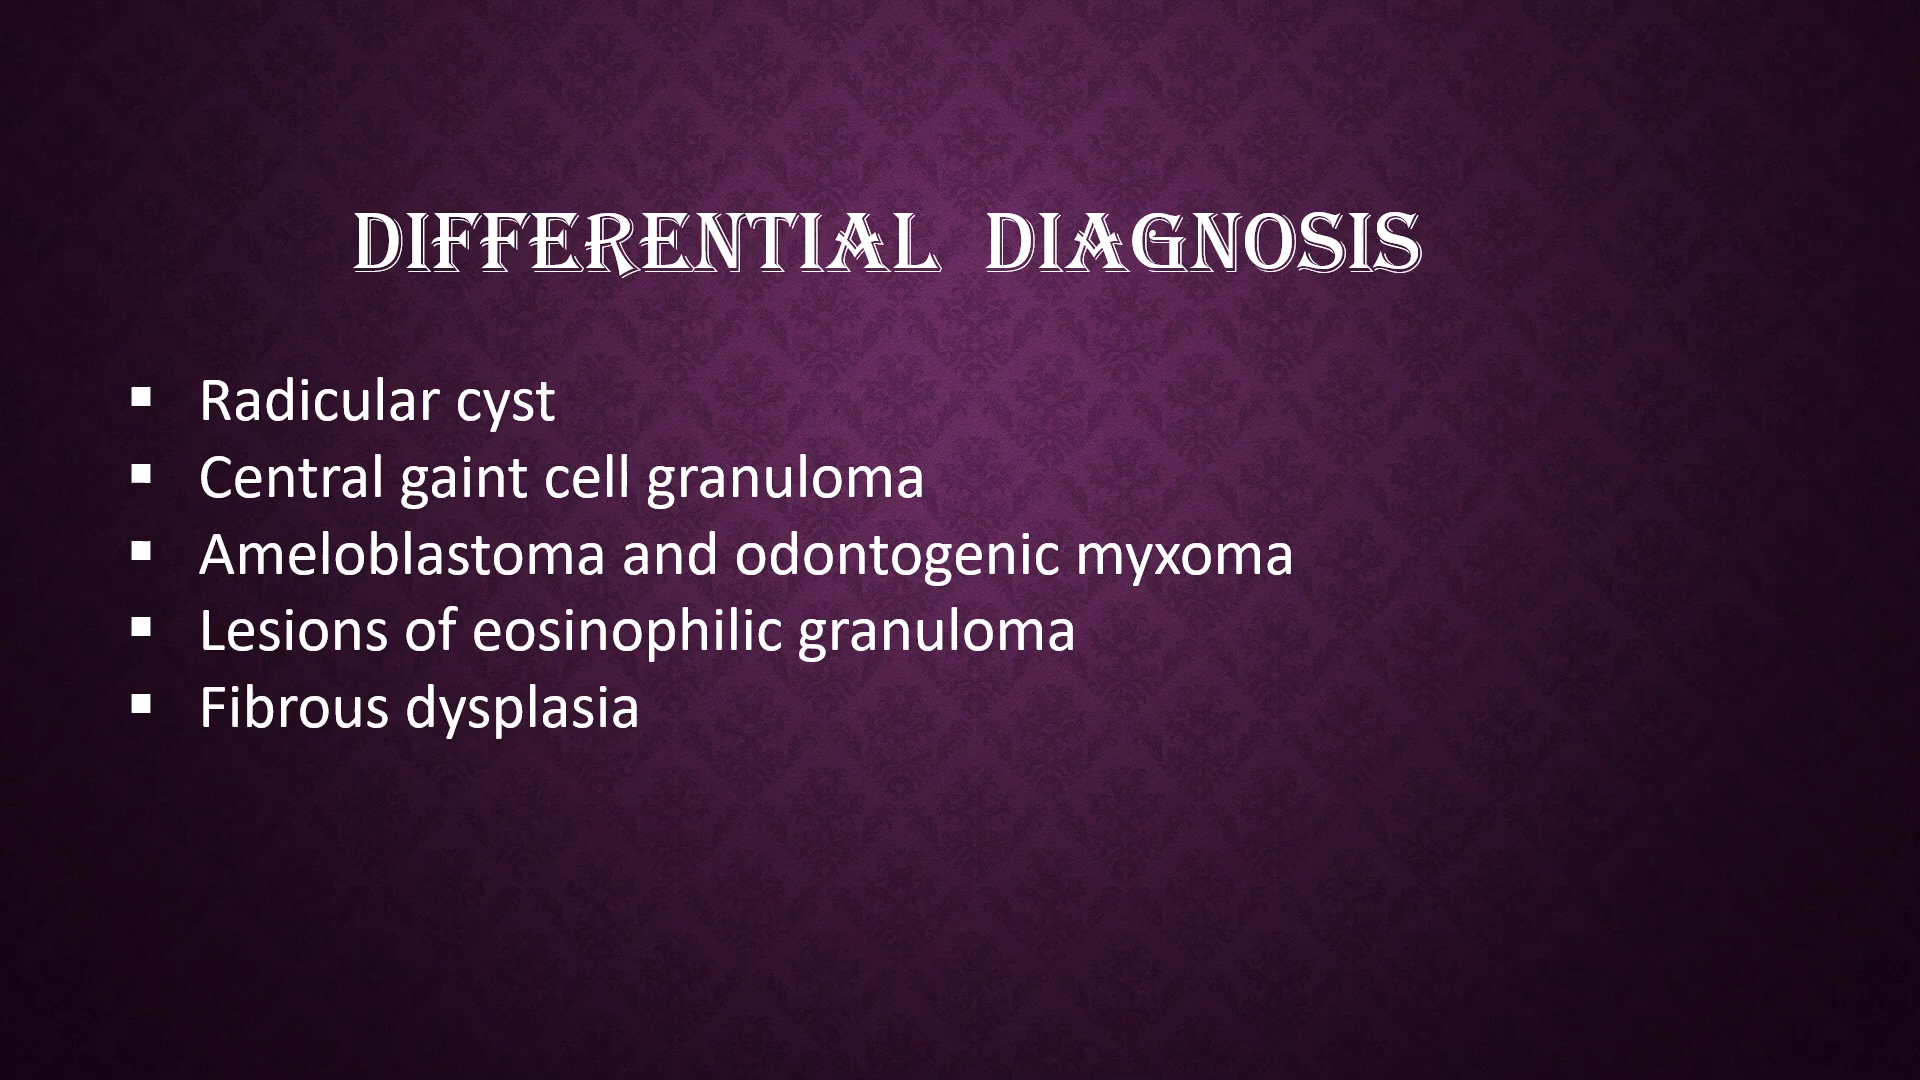 DIFFERENTIAL DIAGNOSIS
▪ Radicular cyst
▪ Central gaint cell granuloma
▪ Ameloblastoma and odontogenic myxoma
▪ Lesions of eosinophilic granuloma
▪ Fibrous dysplasia